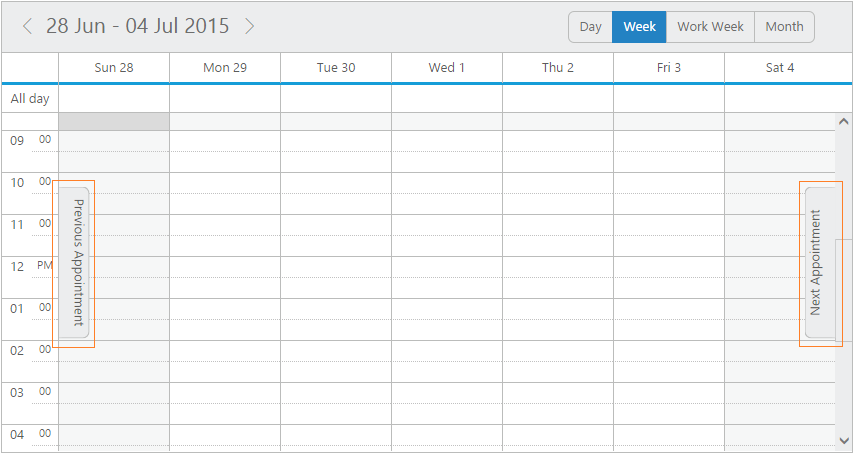 28 Jun - 04 Jul 2015
Day Week Work Week Month
Sun 28 Mon 29 Tue 30 Wed 1 Thu 2 Fri 3 Sat 4
All day
09 00
10 00
Previous Appointment
Next Appointment
11 00
12 PM
01 00
02 00
03 00
04 00